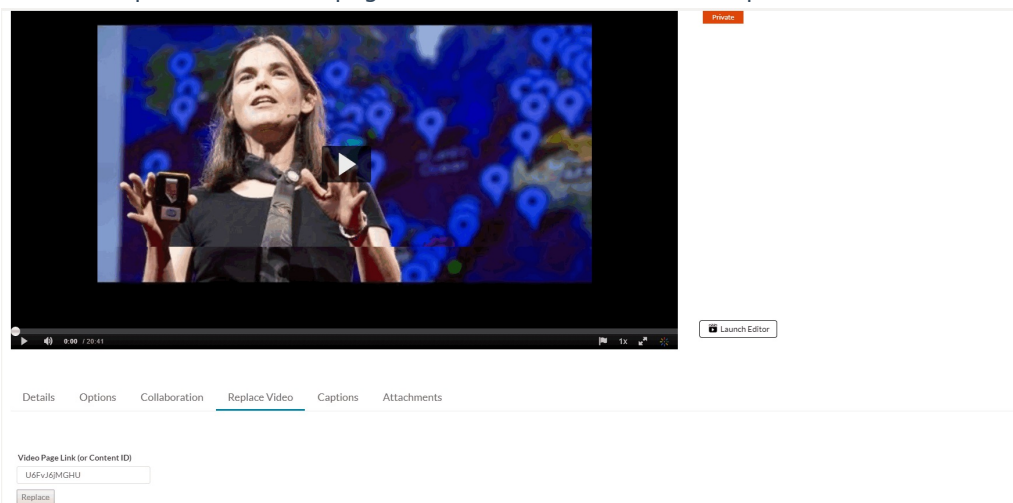 Private
0:00 / 20:41
1x
Launch Editor
Details Options Collaboration Replace Video Captions Attachments
Video Page Link (or Content ID)
U6FvJ6jMGHU
Replace